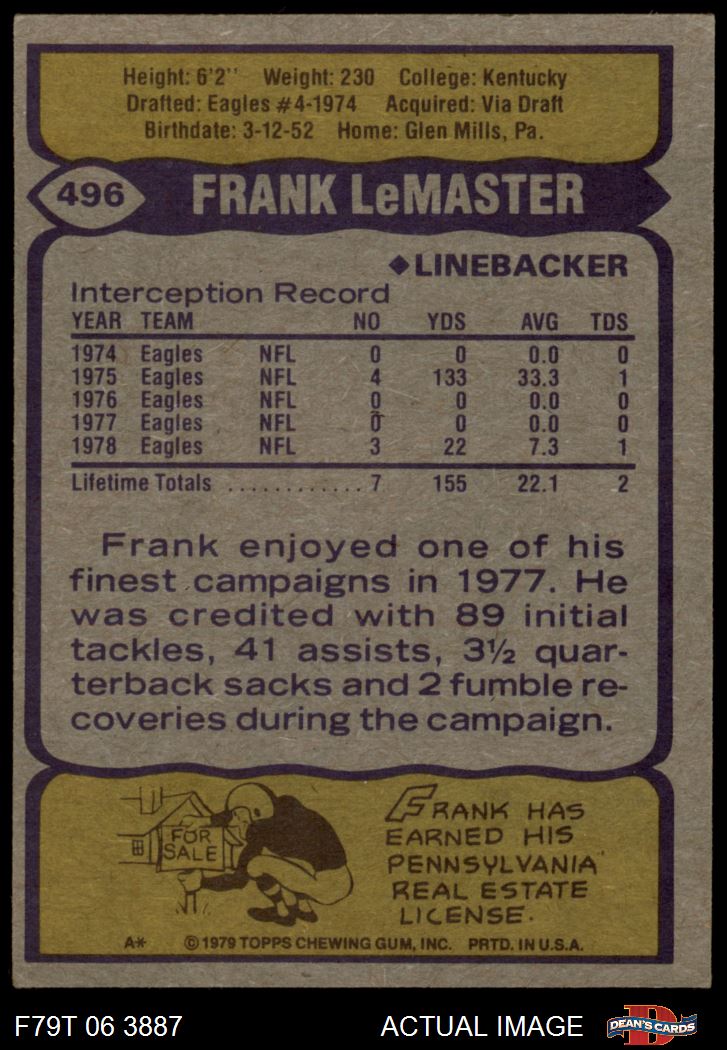 Height: 6'2" Weight: 230 College: Kentucky
Drafted: Eagles #4-1974 Acquired: Via Draft
Birthdate: 3-12-52 Home: Glen Mills, Pa.
496 FRANK LeMASTER
◆LINEBACKER
Interception Record
YEAR TEAM NO YDS AVG TDS
1974 Eagles NFL 0 0 0.0 0
1975 Eagles NFL 4 133 33.3 1
1976 Eagles NFL 0 0 0.0 0
1977 Eagles NFL 0 0 0.0 0
1978 Eagles NFL 3 22 7.3 1
Lifetime Totals ............ 7 155 22.1 2
Frank enjoyed one of his
finest campaigns in 1977. He
was credited with 89 initial
tackles, 41 assists, 3½ quar-
terback sacks and 2 fumble re-
coveries during the campaign.
FOR
SALE
FRANK HAS
EARNED HIS
PENNSYLVANIA
REAL ESTATE
LICENSE.
A* © 1979 TOPPS CHEWING GUM, INC. PRTD. IN U.S.A.
F79T 06 3887 ACTUAL IMAGE D DEAN'S CARDS